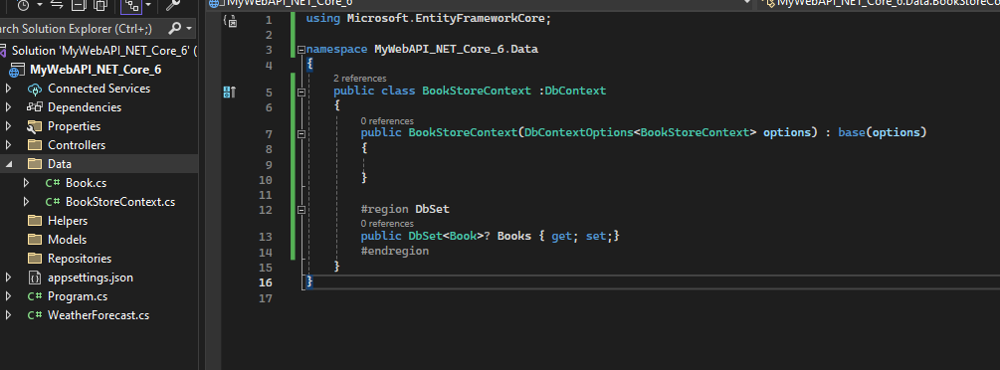 MyWebAPI_NET_Core_6
MyWebAPI_NET_Core_6.Data.BookStoreCo
rch Solution Explorer (Ctrl+;)
Solution 'MyWebAPI_NET_Core_6' (
MyWebAPI_NET_Core_6
Connected Services
Dependencies
Properties
Controllers
Data
C# Book.cs
C# BookStoreContext.cs
Helpers
Models
Repositories
appsettings.json
C# Program.cs
C# WeatherForecast.cs
1 using Microsoft.EntityFrameworkCore;
2
3 namespace MyWebAPI_NET_Core_6.Data
4 {
2 references
5 public class BookStoreContext :DbContext
6 {
0 references
7 public BookStoreContext(DbContextOptions<BookStoreContext> options) : base(options)
8 {
9
10 }
11
12 #region DbSet
0 references
13 public DbSet<Book>? Books { get; set;}
14 #endregion
15 }
16 }
17